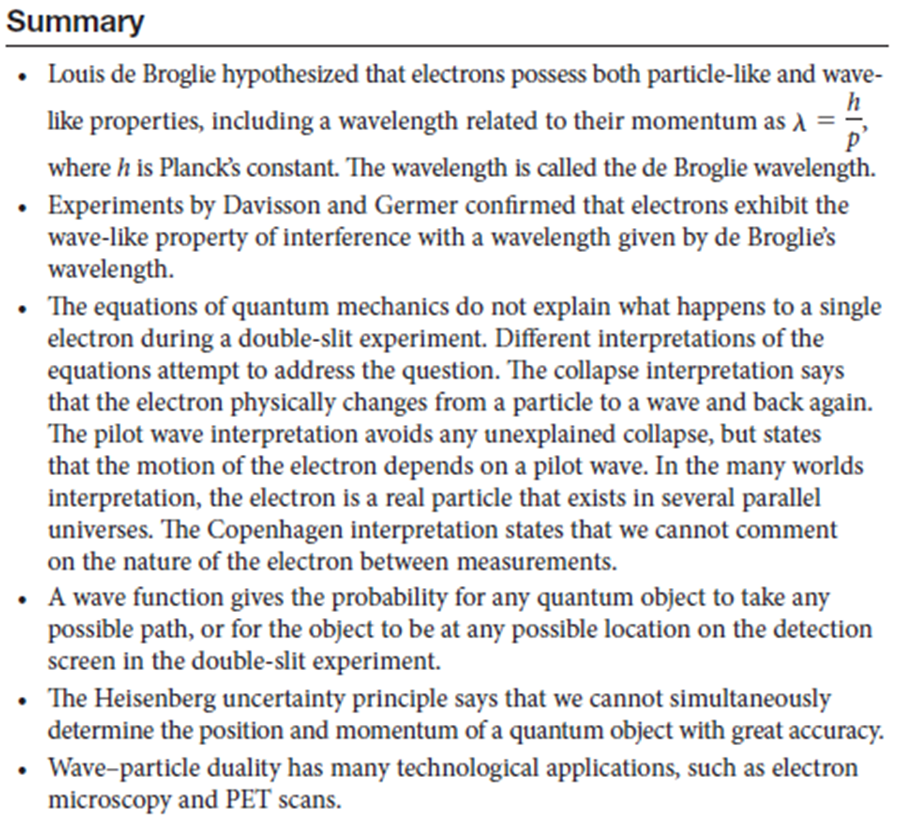 Summary
• Louis de Broglie hypothesized that electrons possess both particle-like and wave-
like properties, including a wavelength related to their momentum as λ = h/p,
where h is Planck's constant. The wavelength is called the de Broglie wavelength.
• Experiments by Davisson and Germer confirmed that electrons exhibit the
wave-like property of interference with a wavelength given by de Broglie's
wavelength.
• The equations of quantum mechanics do not explain what happens to a single
electron during a double-slit experiment. Different interpretations of the
equations attempt to address the question. The collapse interpretation says
that the electron physically changes from a particle to a wave and back again.
The pilot wave interpretation avoids any unexplained collapse, but states
that the motion of the electron depends on a pilot wave. In the many worlds
interpretation, the electron is a real particle that exists in several parallel
universes. The Copenhagen interpretation states that we cannot comment
on the nature of the electron between measurements.
• A wave function gives the probability for any quantum object to take any
possible path, or for the object to be at any possible location on the detection
screen in the double-slit experiment.
• The Heisenberg uncertainty principle says that we cannot simultaneously
determine the position and momentum of a quantum object with great accuracy.
• Wave–particle duality has many technological applications, such as electron
microscopy and PET scans.